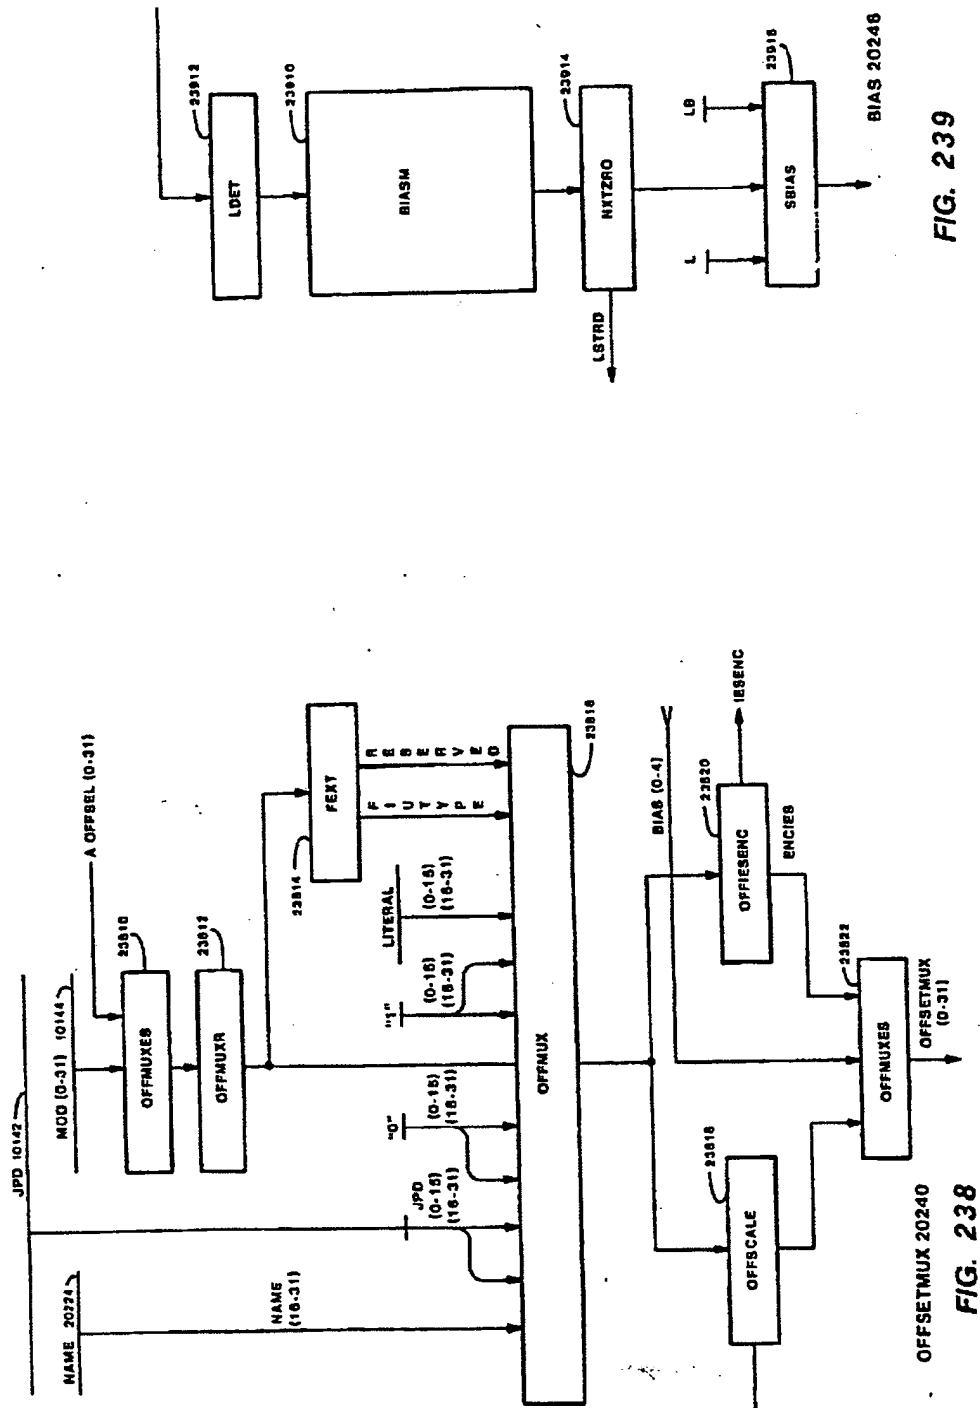 JPD 10142
MOD (0-31) 10144
NAME 20224
A OFFSEL (0-31)
23810
OFFMUXES
23812
OFFMUXR
23814
FEXT
NAME
(16-31)
JPD
(0-15)
(16-31)
"0"
(0-15)
(16-31)
"1"
(0-15)
(16-31)
LITERAL
(0-15)
(16-31)
FIUTYPE
RESERVED
OFFMUX
23816
BIAS (0-4)
23818
OFFSCALE
23820
OFFIESENC
IESENC
ENCIES
23822
OFFMUXES
OFFSETMUX
(0-31)
OFFSETMUX 20240
FIG. 238
23912
LDET
23910
BIASM
23914
NXTZRO
LSTRD
L
LB
23916
SBIAS
BIAS 20246
FIG. 239